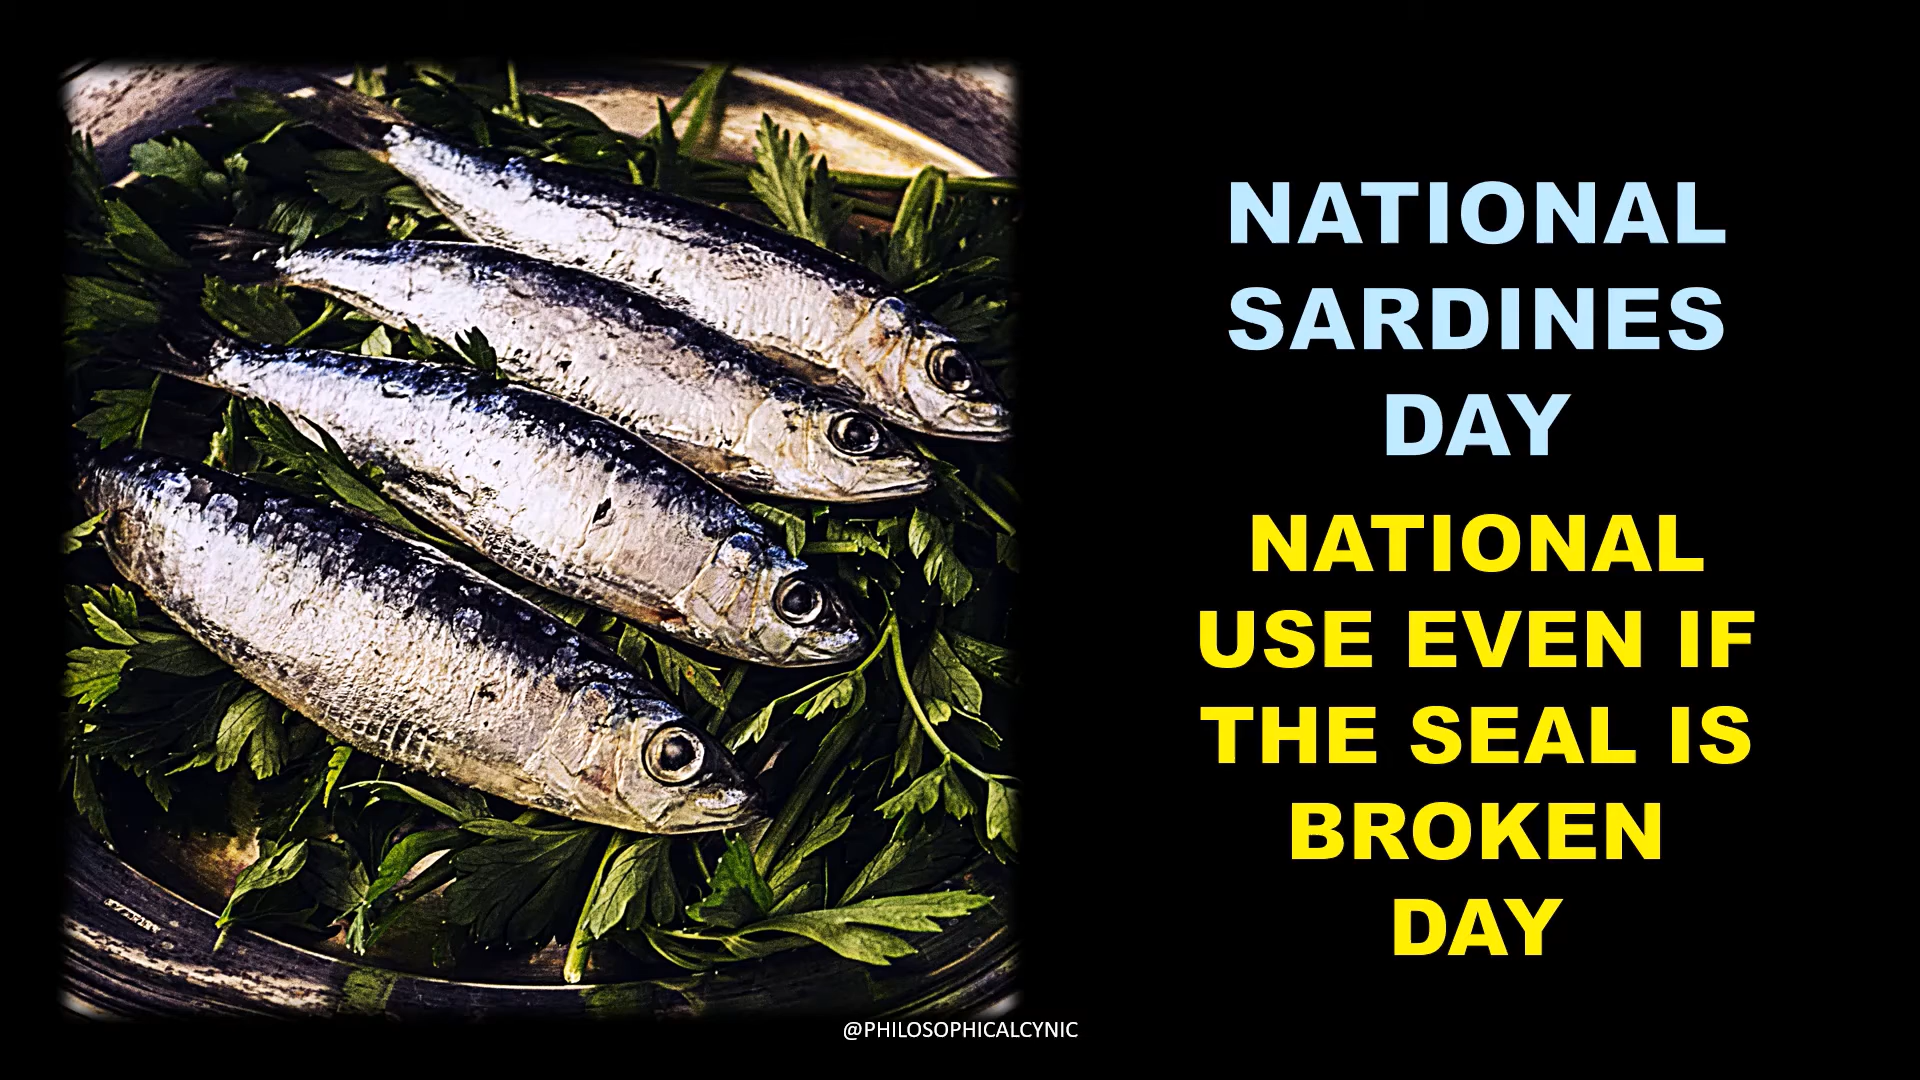 NATIONAL
SARDINES
DAY
NATIONAL
USE EVEN IF
THE SEAL IS
BROKEN
DAY
@PHILOSOPHICALCYNIC